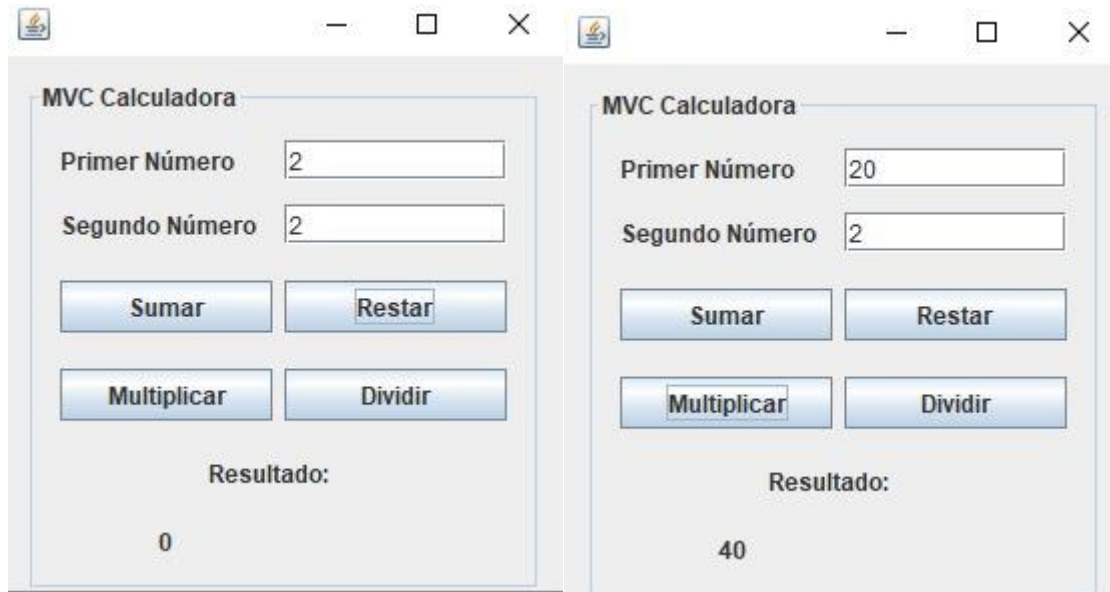 MVC Calculadora
Primer Número 2
Segundo Número 2
Sumar Restar
Multiplicar Dividir
Resultado:
0
MVC Calculadora
Primer Número 20
Segundo Número 2
Sumar Restar
Multiplicar Dividir
Resultado:
40